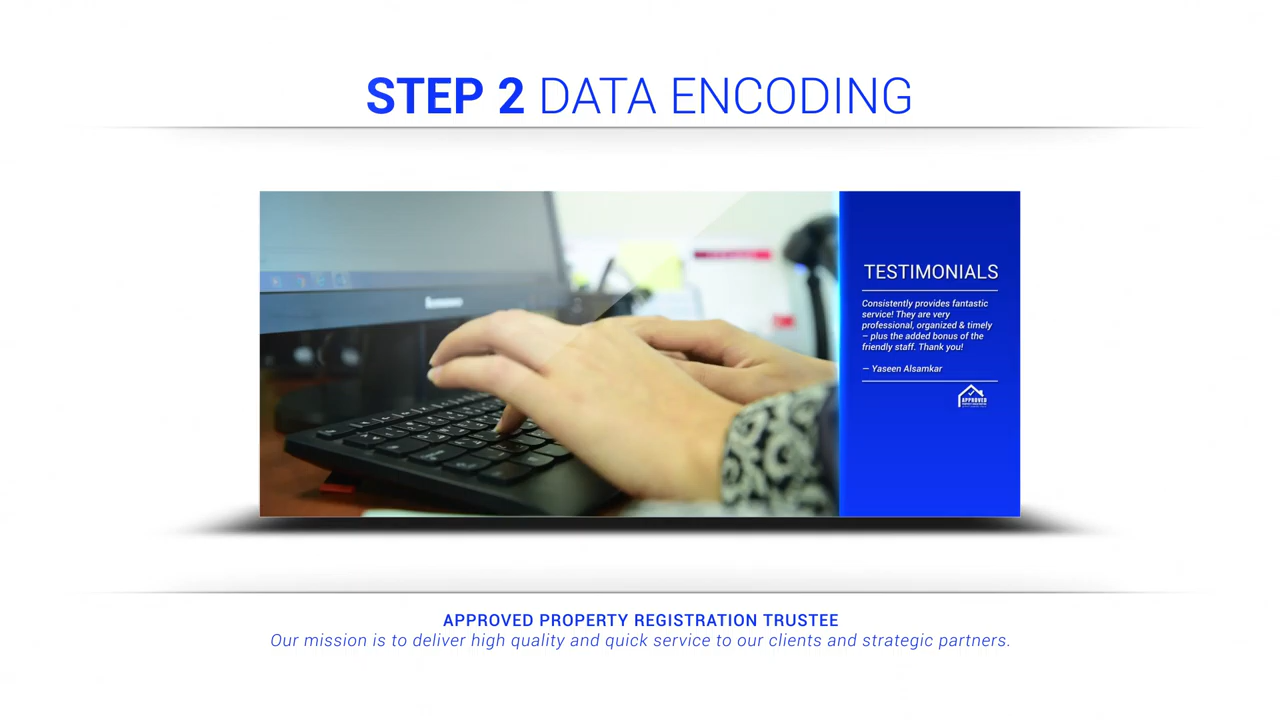 STEP 2 DATA ENCODING
lenovo
TESTIMONIALS
Consistently provides fantastic
service! They are very
professional, organized & timely
– plus the added bonus of the
friendly staff. Thank you!
— Yaseen Alsamkar
APPROVED
APPROVED PROPERTY REGISTRATION TRUSTEE
Our mission is to deliver high quality and quick service to our clients and strategic partners.